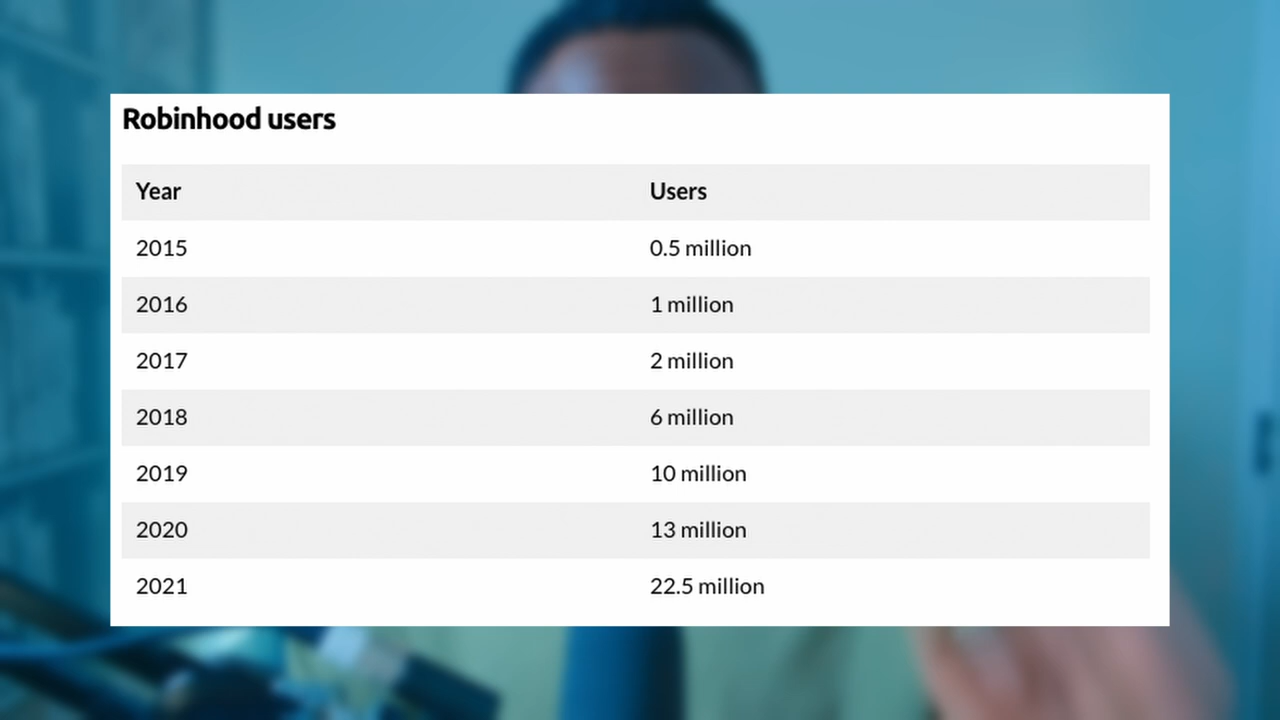 Robinhood users
Year Users
2015 0.5 million
2016 1 million
2017 2 million
2018 6 million
2019 10 million
2020 13 million
2021 22.5 million